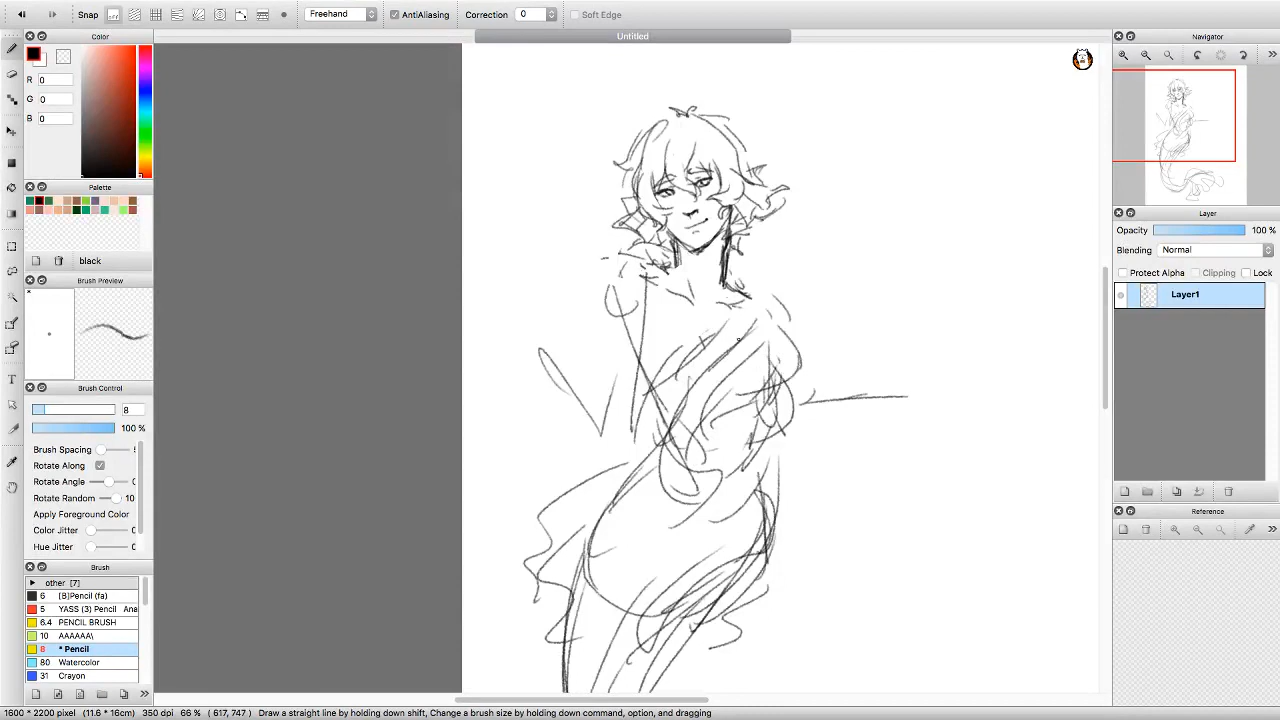 Snap
Freehand
AntiAliasing
Correction 0
Soft Edge
Color
Untitled
Navigator
R 0
G 0
B 0
Palette
black
Layer
Opacity 100 %
Blending Normal
Protect Alpha Clipping Lock
Layer1
Brush Preview
Brush Control
8
100 %
Brush Spacing
Rotate Along
Rotate Angle
Rotate Random 10
Apply Foreground Color
Color Jitter
Hue Jitter
Reference
Brush
other [7]
6 [B]Pencil (fa)
5 YASS (3) Pencil Ana
6.4 PENCIL BRUSH
10 AAAAAA\
8 * Pencil
80 Watercolor
31 Crayon
1600 * 2200 pixel (11.6 * 16cm) 350 dpi 66 % ( 617, 747 ) Draw a straight line by holding down shift, Change a brush size by holding down command, option, and dragging